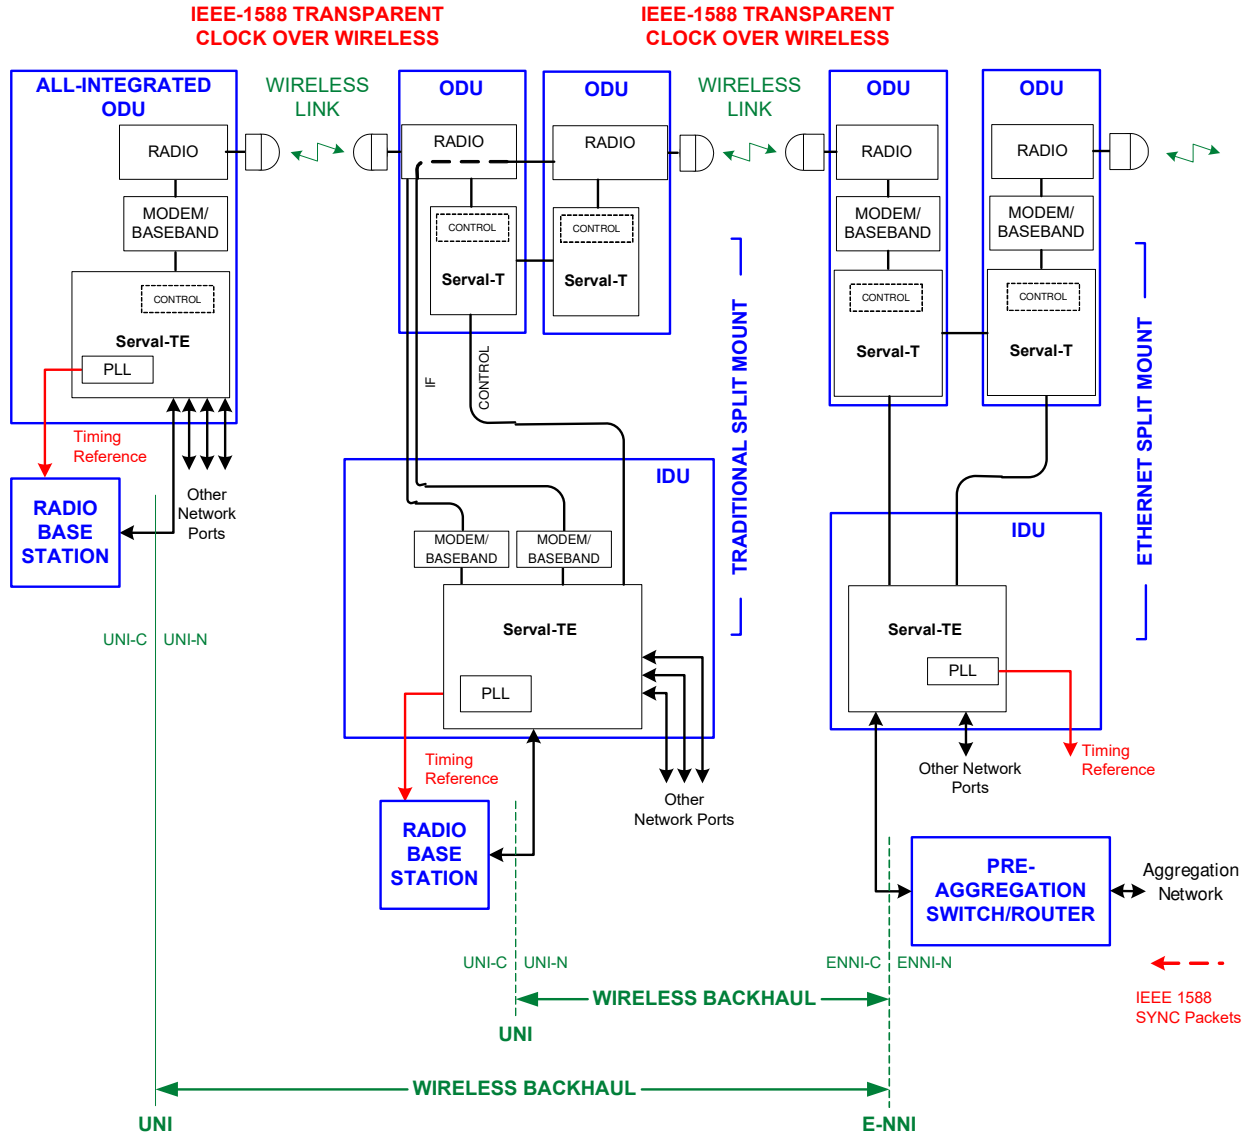 IEEE-1588 TRANSPARENT
CLOCK OVER WIRELESS
IEEE-1588 TRANSPARENT
CLOCK OVER WIRELESS
ALL-INTEGRATED
ODU
WIRELESS
LINK
ODU
ODU
WIRELESS
LINK
ODU
ODU
RADIO
RADIO
RADIO
RADIO
RADIO
MODEM/
BASEBAND
CONTROL
CONTROL
MODEM/
BASEBAND
MODEM/
BASEBAND
Serval-T
Serval-T
CONTROL
CONTROL
CONTROL
Serval-TE
PLL
Serval-T
Serval-T
IF
CONTROL
TRADITIONAL SPLIT MOUNT
ETHERNET SPLIT MOUNT
Timing
Reference
RADIO
BASE
STATION
Other
Network
Ports
IDU
MODEM/
BASEBAND
MODEM/
BASEBAND
Serval-TE
PLL
IDU
Serval-TE
PLL
UNI-C
UNI-N
Timing
Reference
Other
Network Ports
Other Network
Ports
Timing
Reference
RADIO
BASE
STATION
PRE-
AGGREGATION
SWITCH/ROUTER
Aggregation
Network
UNI-C
UNI-N
ENNI-C
ENNI-N
WIRELESS BACKHAUL
UNI
IEEE 1588
SYNC Packets
WIRELESS BACKHAUL
UNI
E-NNI